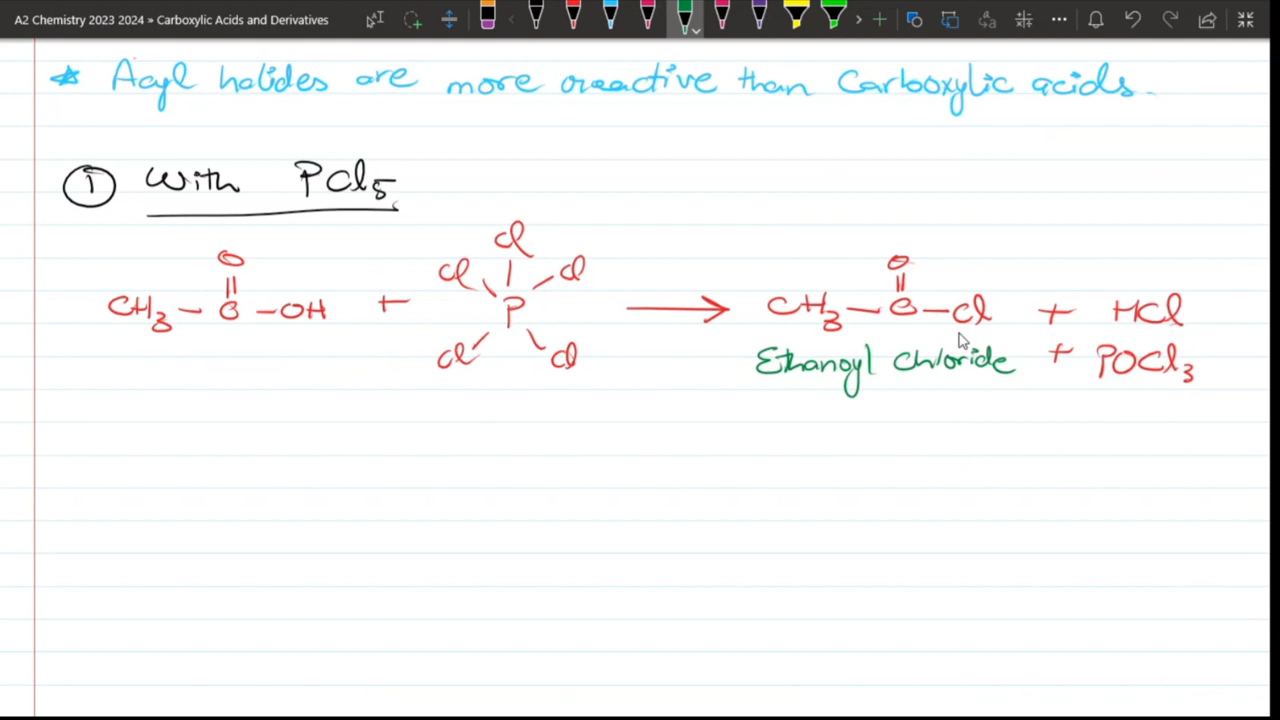 A2 Chemistry 2023 2024 » Carboxylic Acids and Derivatives
* Acyl halides are more reactive than Carboxylic acids.
① With PCl5
O Cl O
Cl Cl
CH3 - C - OH + P → CH3 - C - Cl + HCl
Cl Cl Ethanoyl chloride + POCl3